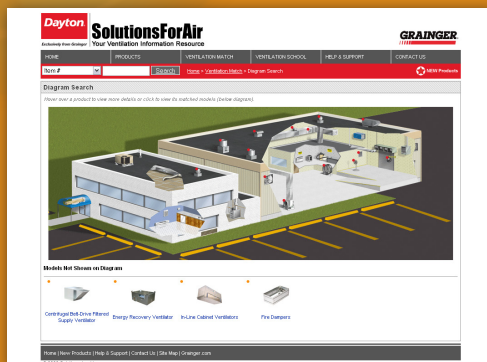 Dayton
SolutionsForAir
Exclusively from Grainger
Your Ventilation Information Resource
GRAINGER
HOME PRODUCTS VENTILATION MATCH VENTILATION SCHOOL HELP & SUPPORT CONTACT US
Item # Search Home > Ventilation Match > Diagram Search NEW Products
Diagram Search
Hover over a product to view more details or click to view its matched models (below diagram).
Models Not Shown on Diagram
Centrifugal Belt-Drive Filtered
Supply Ventilator
Energy Recovery Ventilator
In-Line Cabinet Ventilators
Fire Dampers
Home | New Products | Help & Support | Contact Us | Site Map | Grainger.com